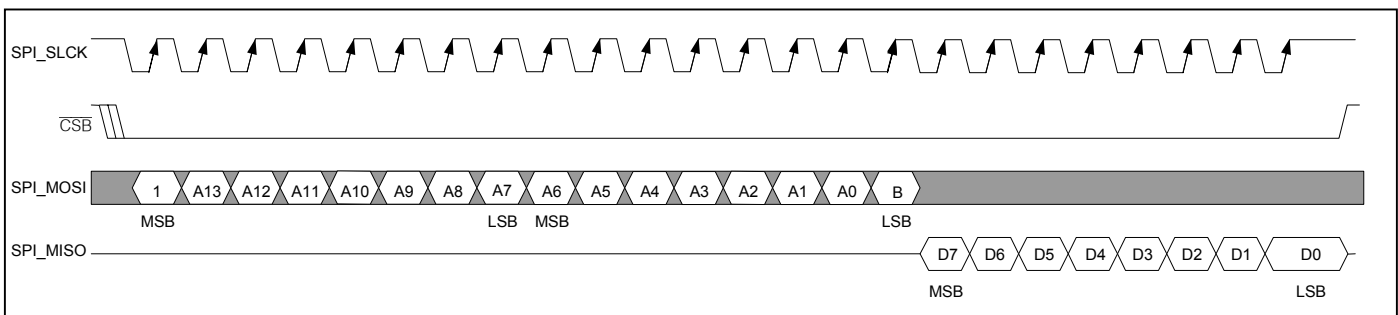 SPI_SLCK
CSB
SPI_MOSI 1 A13 A12 A11 A10 A9 A8 A7 A6 A5 A4 A3 A2 A1 A0 B
MSB LSB MSB LSB
SPI_MISO D7 D6 D5 D4 D3 D2 D1 D0
MSB LSB